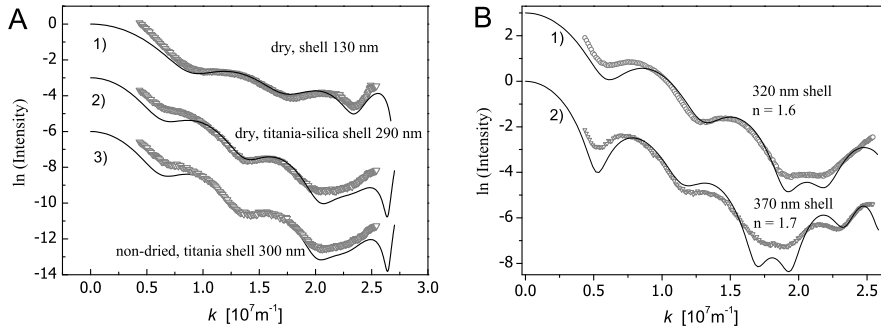 A
ln (Intensity)
0
-2
-4
-6
-8
-10
-12
-14
1)
dry, shell 130 nm
2)
dry, titania-silica shell 290 nm
3)
non-dried, titania shell 300 nm
0.0 0.5 1.0 1.5 2.0 2.5 3.0
k [10⁷m⁻¹]
B
ln (Intensity)
2
0
-2
-4
-6
-8
1)
320 nm shell
n = 1.6
2)
370 nm shell
n = 1.7
0.0 0.5 1.0 1.5 2.0 2.5
k [10⁷m⁻¹]